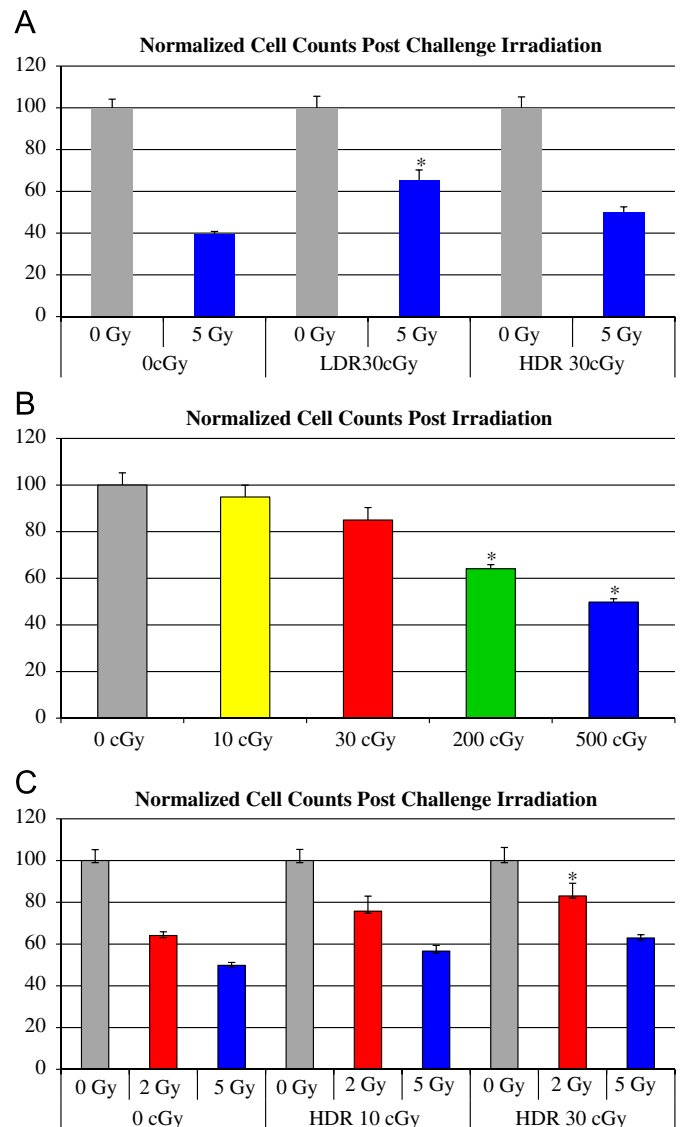 A
Normalized Cell Counts Post Challenge Irradiation
120
100
80
60
40
20
0
*
0 Gy 5 Gy 0 Gy 5 Gy 0 Gy 5 Gy
0cGy LDR30cGy HDR 30cGy
B
Normalized Cell Counts Post Irradiation
120
100
80
60
40
20
0
* *
0 cGy 10 cGy 30 cGy 200 cGy 500 cGy
C
Normalized Cell Counts Post Challenge Irradiation
120
100
80
60
40
20
0
*
0 Gy 2 Gy 5 Gy 0 Gy 2 Gy 5 Gy 0 Gy 2 Gy 5 Gy
0 cGy HDR 10 cGy HDR 30 cGy